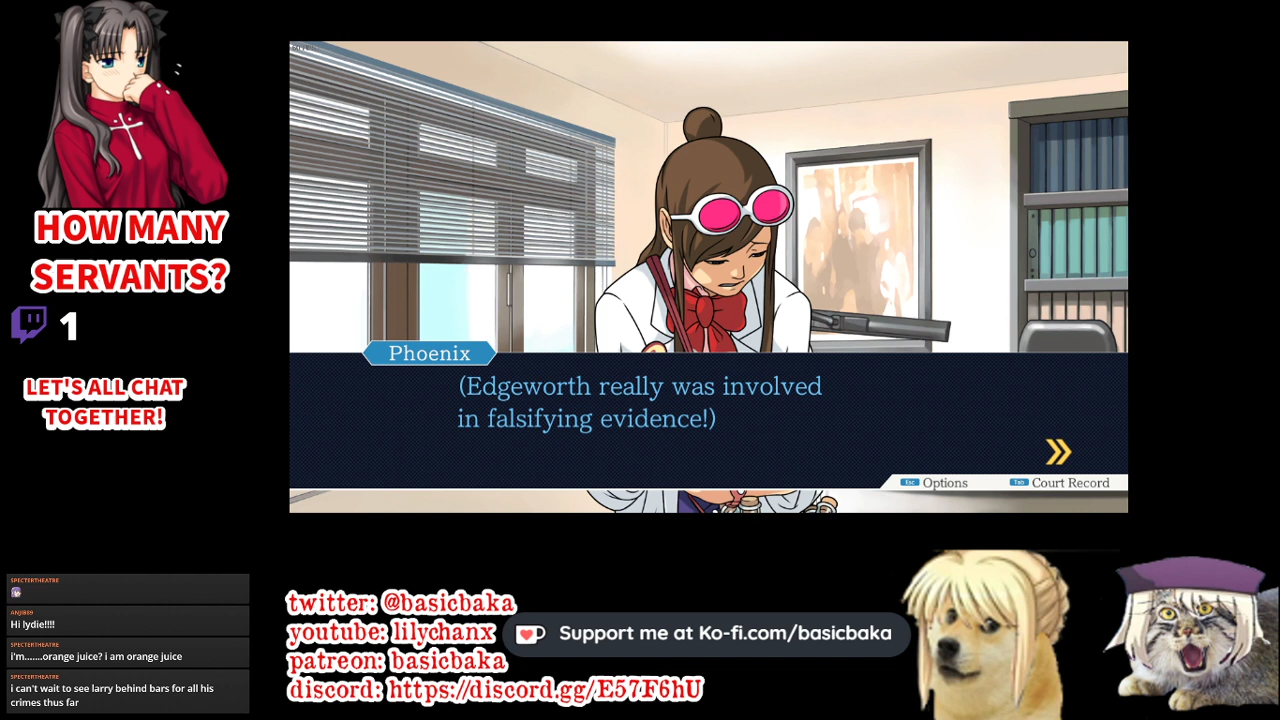 HOW MANY
SERVANTS?
1
LET'S ALL CHAT
TOGETHER!
Phoenix
(Edgeworth really was involved
in falsifying evidence!)
Esc Options
Tab Court Record
SPECTERTHEATRE
ANJIB89
Hi lydie!!!!
SPECTERTHEATRE
i'm.......orange juice? i am orange juice
SPECTERTHEATRE
i can't wait to see larry behind bars for all his
crimes thus far
twitter: @basicbaka
youtube: lilychanx
patreon: basicbaka
discord: https://discord.gg/E57F6hU
Support me at Ko-fi.com/basicbaka